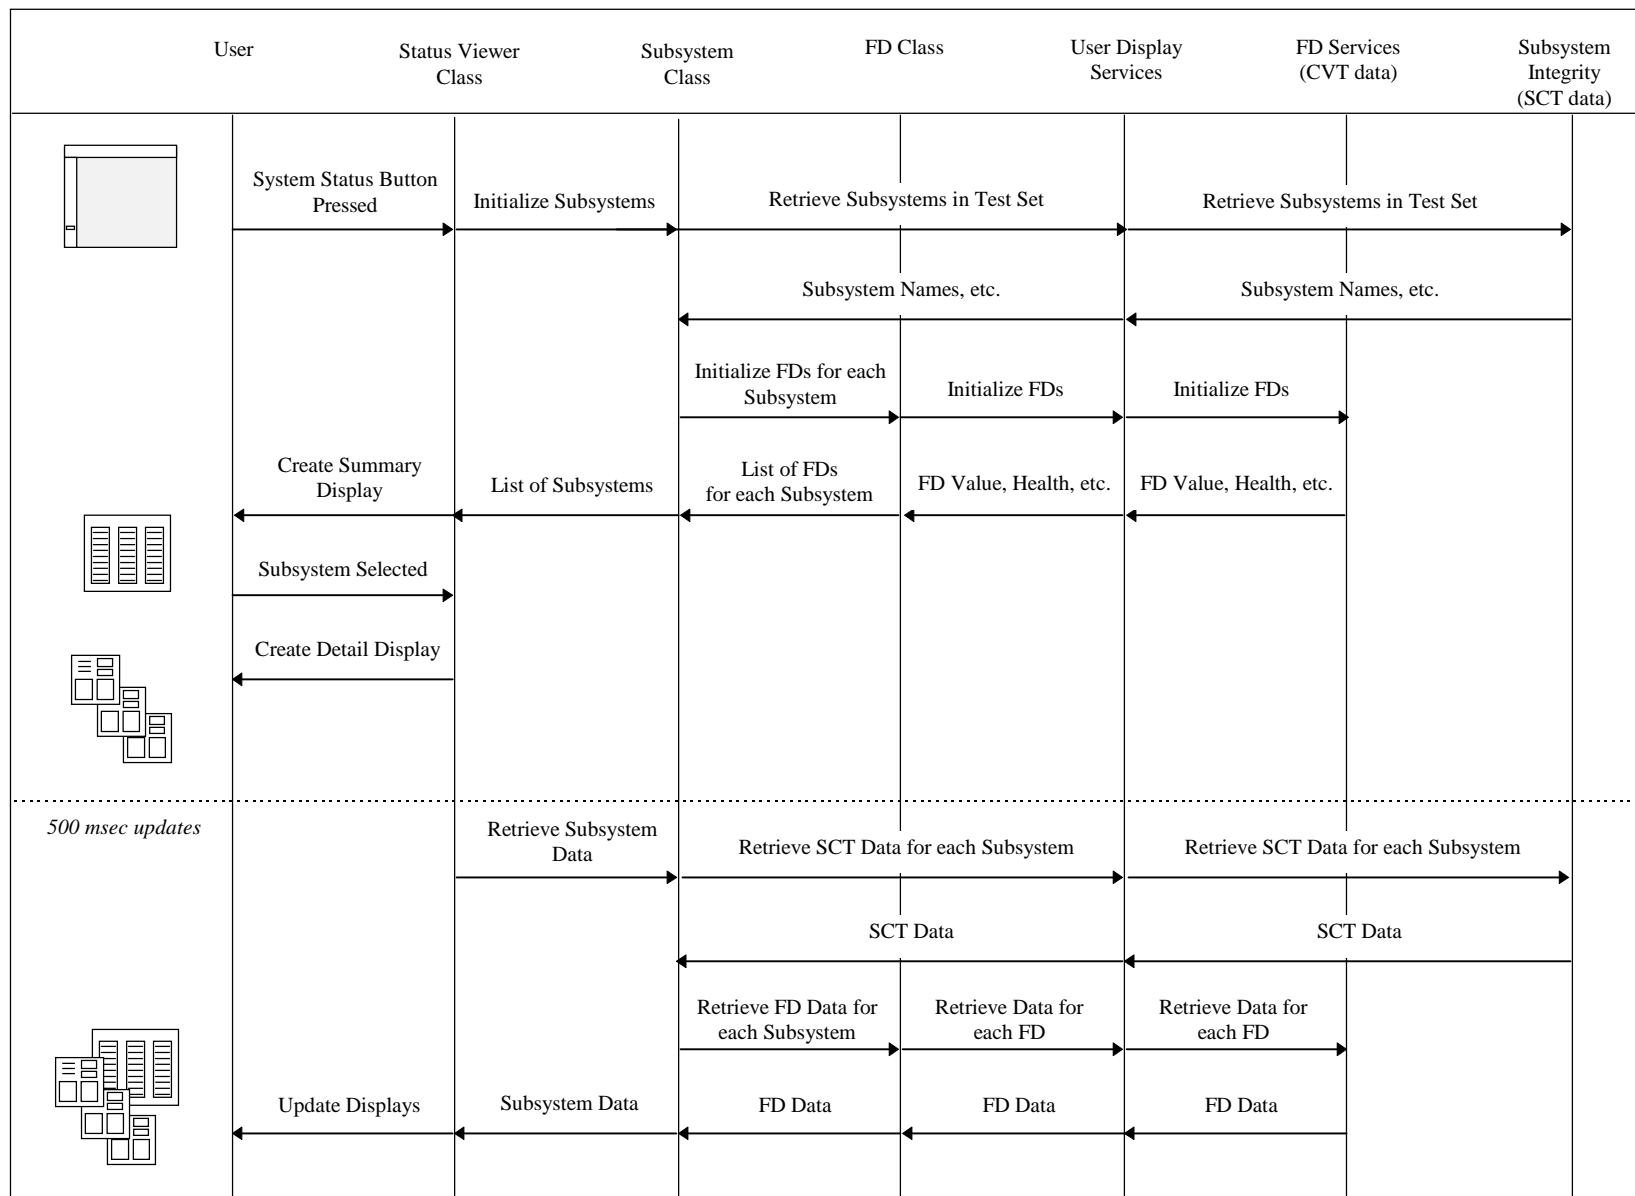 User
Status Viewer
Class
Subsystem
Class
FD Class
User Display
Services
FD Services
(CVT data)
Subsystem
Integrity
(SCT data)
System Status Button
Pressed
Initialize Subsystems
Retrieve Subsystems in Test Set
Retrieve Subsystems in Test Set
Subsystem Names, etc.
Subsystem Names, etc.
Initialize FDs for each
Subsystem
Initialize FDs
Initialize FDs
Create Summary
Display
List of Subsystems
List of FDs
for each Subsystem
FD Value, Health, etc.
FD Value, Health, etc.
Subsystem Selected
Create Detail Display
500 msec updates
Retrieve Subsystem
Data
Retrieve SCT Data for each Subsystem
Retrieve SCT Data for each Subsystem
SCT Data
SCT Data
Retrieve FD Data for
each Subsystem
Retrieve Data for
each FD
Retrieve Data for
each FD
Update Displays
Subsystem Data
FD Data
FD Data
FD Data